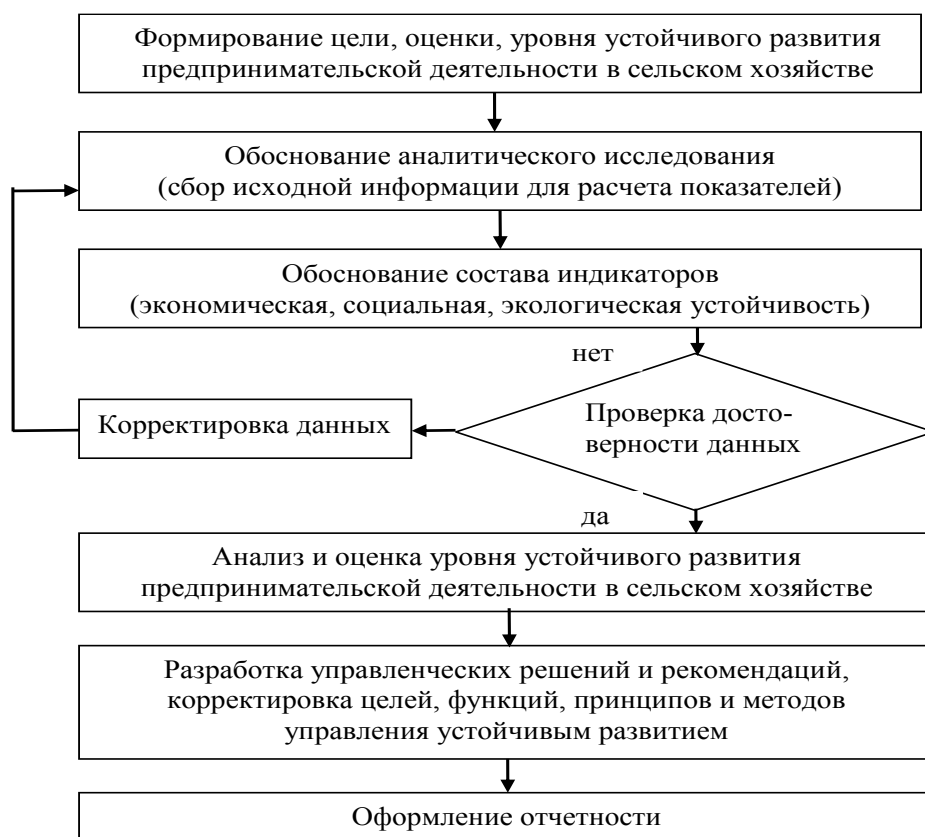 Формирование цели, оценки, уровня устойчивого развития
предпринимательской деятельности в сельском хозяйстве
Обоснование аналитического исследования
(сбор исходной информации для расчета показателей)
Обоснование состава индикаторов
(экономическая, социальная, экологическая устойчивость)
нет
Проверка досто-
верности данных
Корректировка данных
да
Анализ и оценка уровня устойчивого развития
предпринимательской деятельности в сельском хозяйстве
Разработка управленческих решений и рекомендаций,
корректировка целей, функций, принципов и методов
управления устойчивым развитием
Оформление отчетности